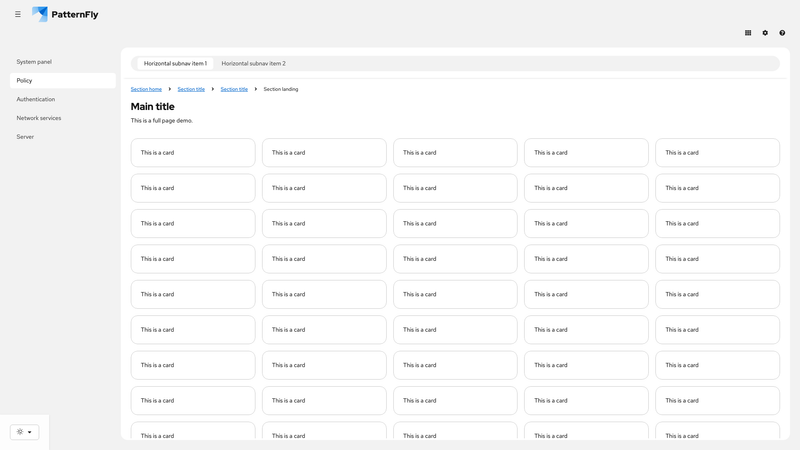 PatternFly
System panel
Policy
Authentication
Network services
Server
Horizontal subnav item 1 Horizontal subnav item 2
Section home Section title Section title Section landing
Main title
This is a full page demo.
This is a card This is a card This is a card This is a card This is a card
This is a card This is a card This is a card This is a card This is a card
This is a card This is a card This is a card This is a card This is a card
This is a card This is a card This is a card This is a card This is a card
This is a card This is a card This is a card This is a card This is a card
This is a card This is a card This is a card This is a card This is a card
This is a card This is a card This is a card This is a card This is a card
This is a card This is a card This is a card This is a card This is a card
This is a card This is a card This is a card This is a card This is a card